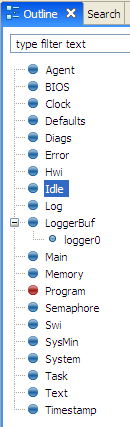 Outline Search
type filter text
Agent
BIOS
Clock
Defaults
Diags
Error
Hwi
Idle
Log
LoggerBuf
logger0
Main
Memory
Program
Semaphore
Swi
SysMin
System
Task
Text
Timestamp